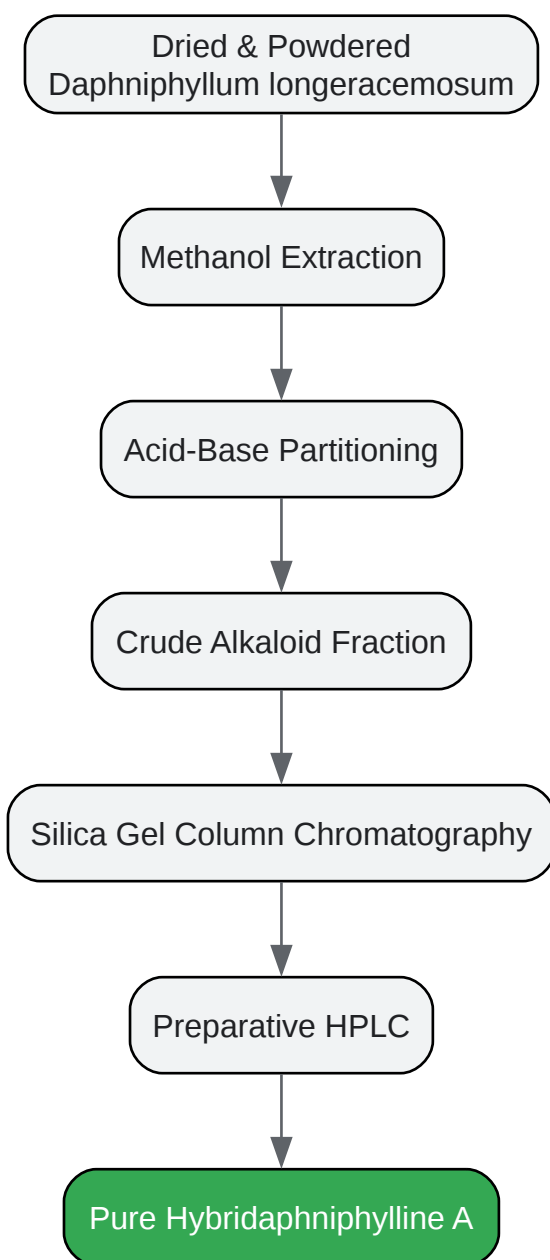 Dried & Powdered
Daphniphyllum longeracemosum
Methanol Extraction
Acid-Base Partitioning
Crude Alkaloid Fraction
Silica Gel Column Chromatography
Preparative HPLC
Pure Hybridaphniphylline A